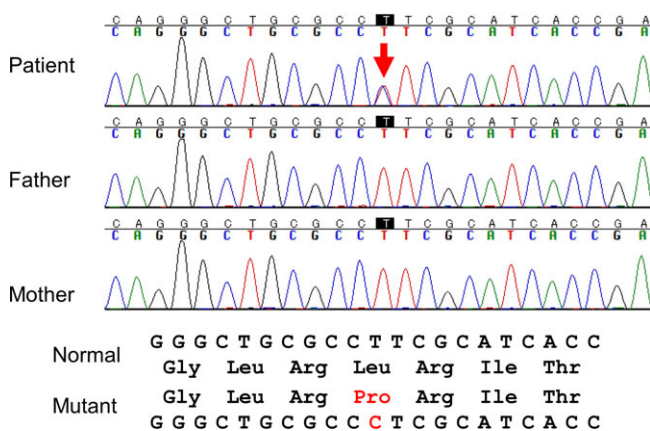 C A G G G C T G C G C C T T C G C A T C A C C G A
C A G G G C T G C G C C T T C G C A T C A C C G A
Patient
C A G G G C T G C G C C T T C G C A T C A C C G A
C A G G G C T G C G C C T T C G C A T C A C C G A
Father
C A G G G C T G C G C C T T C G C A T C A C C G A
C A G G G C T G C G C C T T C G C A T C A C C G A
Mother
Normal
G G G C T G C G C C T T C G C A T C A C C
Gly Leu Arg Leu Arg Ile Thr
Mutant
Gly Leu Arg Pro Arg Ile Thr
G G G C T G C G C C C T C G C A T C A C C